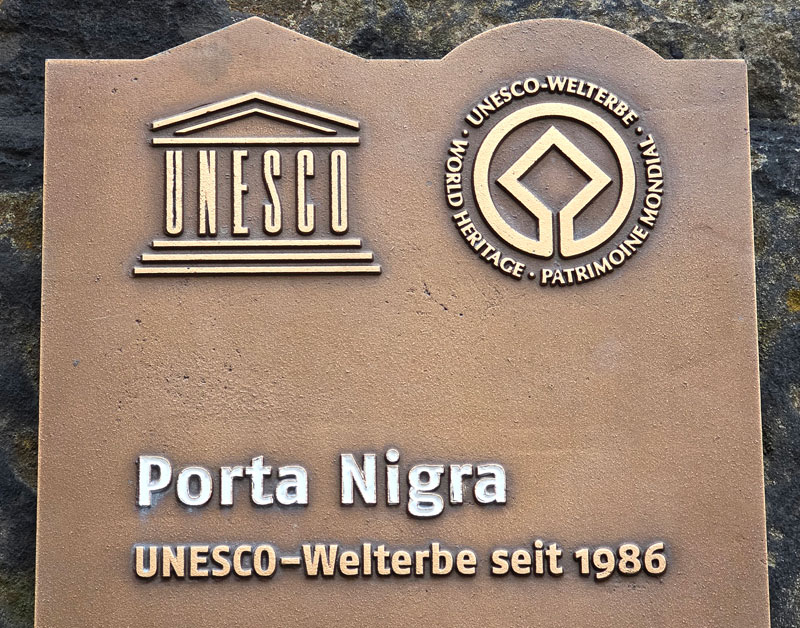 UNESCO
UNESCO-WELTERBE · WORLD HERITAGE · PATRIMOINE MONDIAL ·
Porta Nigra
UNESCO-Welterbe seit 1986